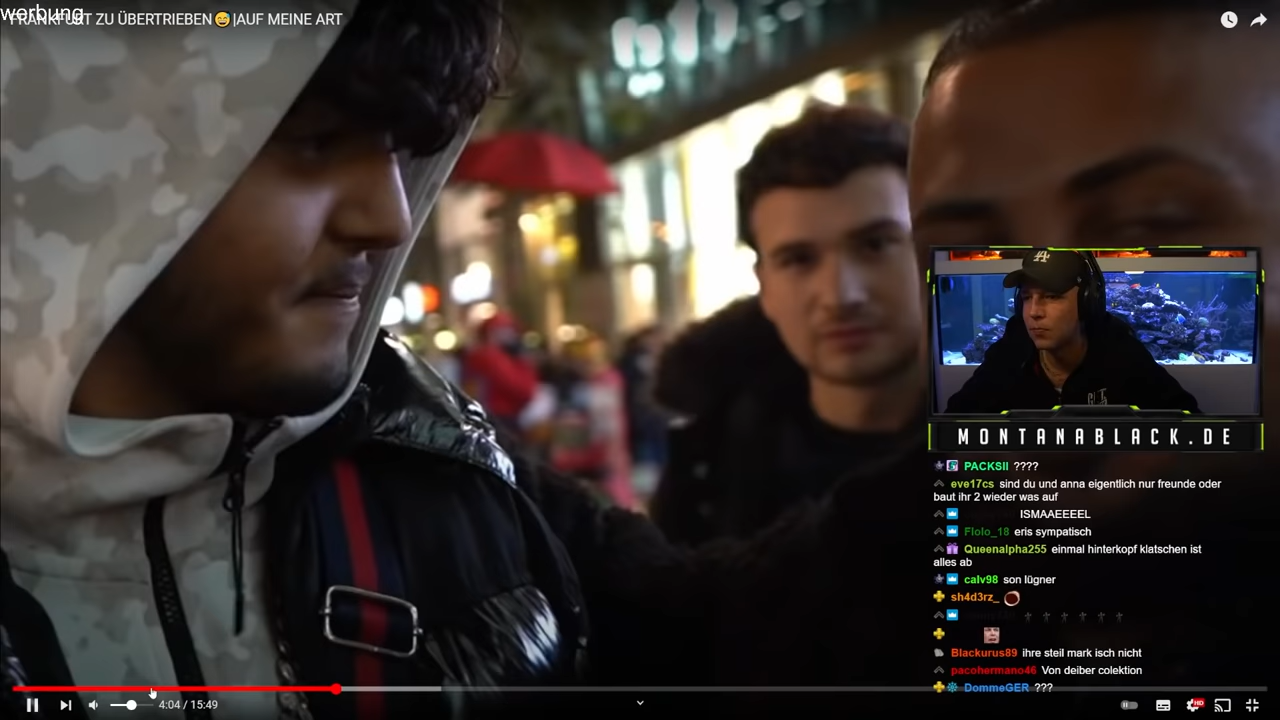 werbung
FRANKFURT ZU ÜBERTRIEBEN😅|AUF MEINE ART
MONTANABLACK.DE
PACKSII ????
eve17cs sind du und anna eigentlich nur freunde oder
baut ihr 2 wieder was auf
ISMAAEEEEL
Flolo_18 eris sympatisch
Queenalpha255 einmal hinterkopf klatschen ist
alles ab
calv98 son lügner
sh4d3rz_
Blackurus89 ihre steil mark isch nicht
pacohermano46 Von deiber colektion
DommeGER ???
4:04 / 15:49
HD